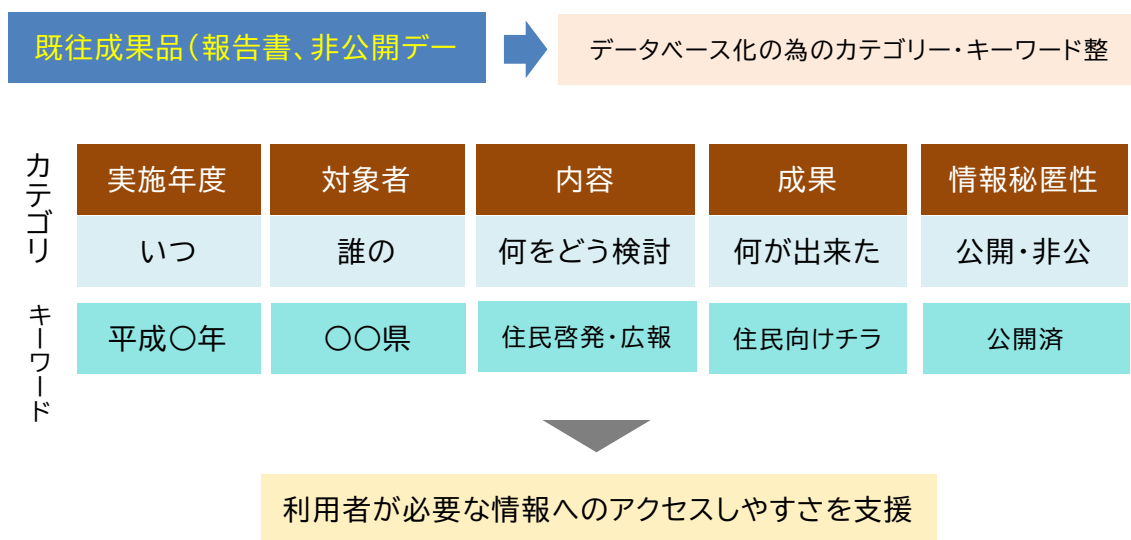 既往成果品(報告書、非公開デー
データベース化の為のカテゴリー・キーワード整
カテゴリ
実施年度
対象者
内容
成果
情報秘匿性
いつ
誰の
何をどう検討
何が出来た
公開・非公
キーワード
平成〇年
〇〇県
住民啓発・広報
住民向けチラ
公開済
利用者が必要な情報へのアクセスしやすさを支援